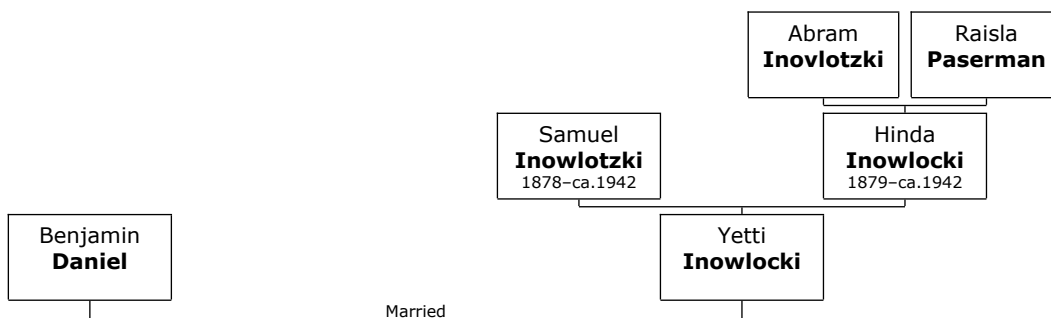 Abram
Inovlotzki
Raisla
Paserman
Samuel
Inowlotzki
1878–ca.1942
Hinda
Inowlocki
1879–ca.1942
Benjamin
Daniel
Yetti
Inowlocki
Married